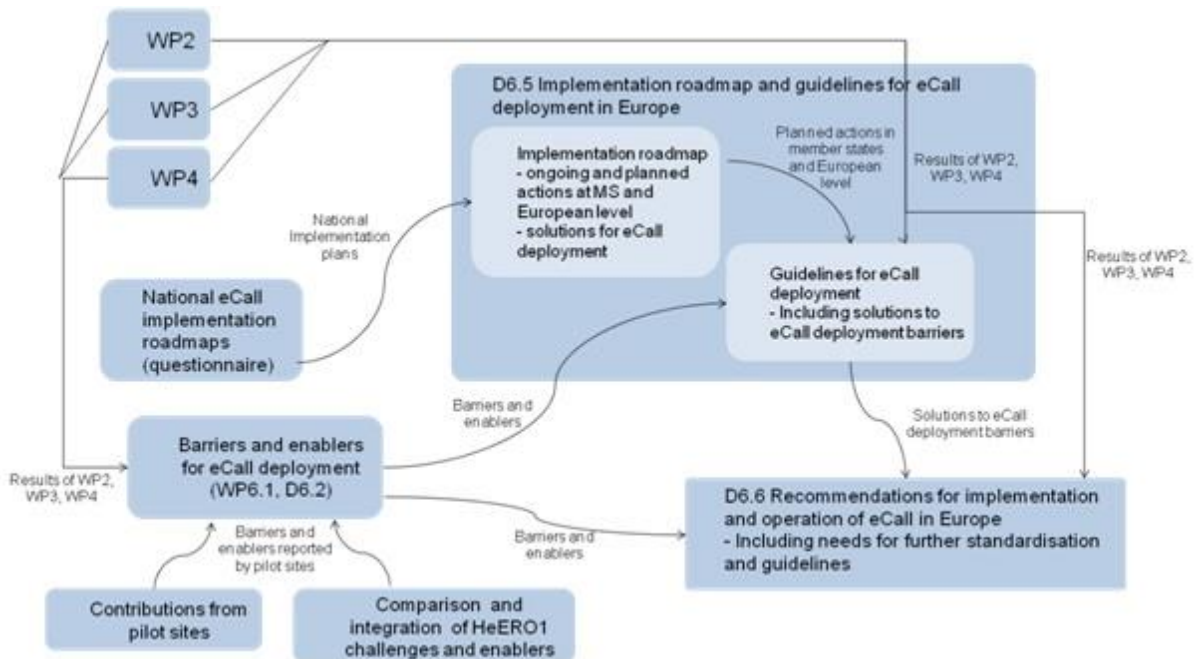 WP2
WP3
WP4
D6.5 Implementation roadmap and guidelines for eCall
deployment in Europe
Implementation roadmap
- ongoing and planned
actions at MS and
European level
- solutions for eCall
deployment
Planned actions in
member states
and European
level
Results of WP2,
WP3, WP4
National
Implementation
plans
Guidelines for eCall
deployment
- Including solutions to
eCall deployment barriers
Results of WP2,
WP3, WP4
National eCall
implementation
roadmaps
(questionnaire)
Barriers and
enablers
Solutions to eCall
deployment barriers
Barriers and enablers
for eCall deployment
(WP6.1, D6.2)
Results of WP2,
WP3, WP4
D6.6 Recommendations for implementation
and operation of eCall in Europe
- Including needs for further standardisation
and guidelines
Barriers and
enablers reported
by pilot sites
Barriers and
enablers
Contributions from
pilot sites
Comparison and
integration of HeERO1
challenges and enablers